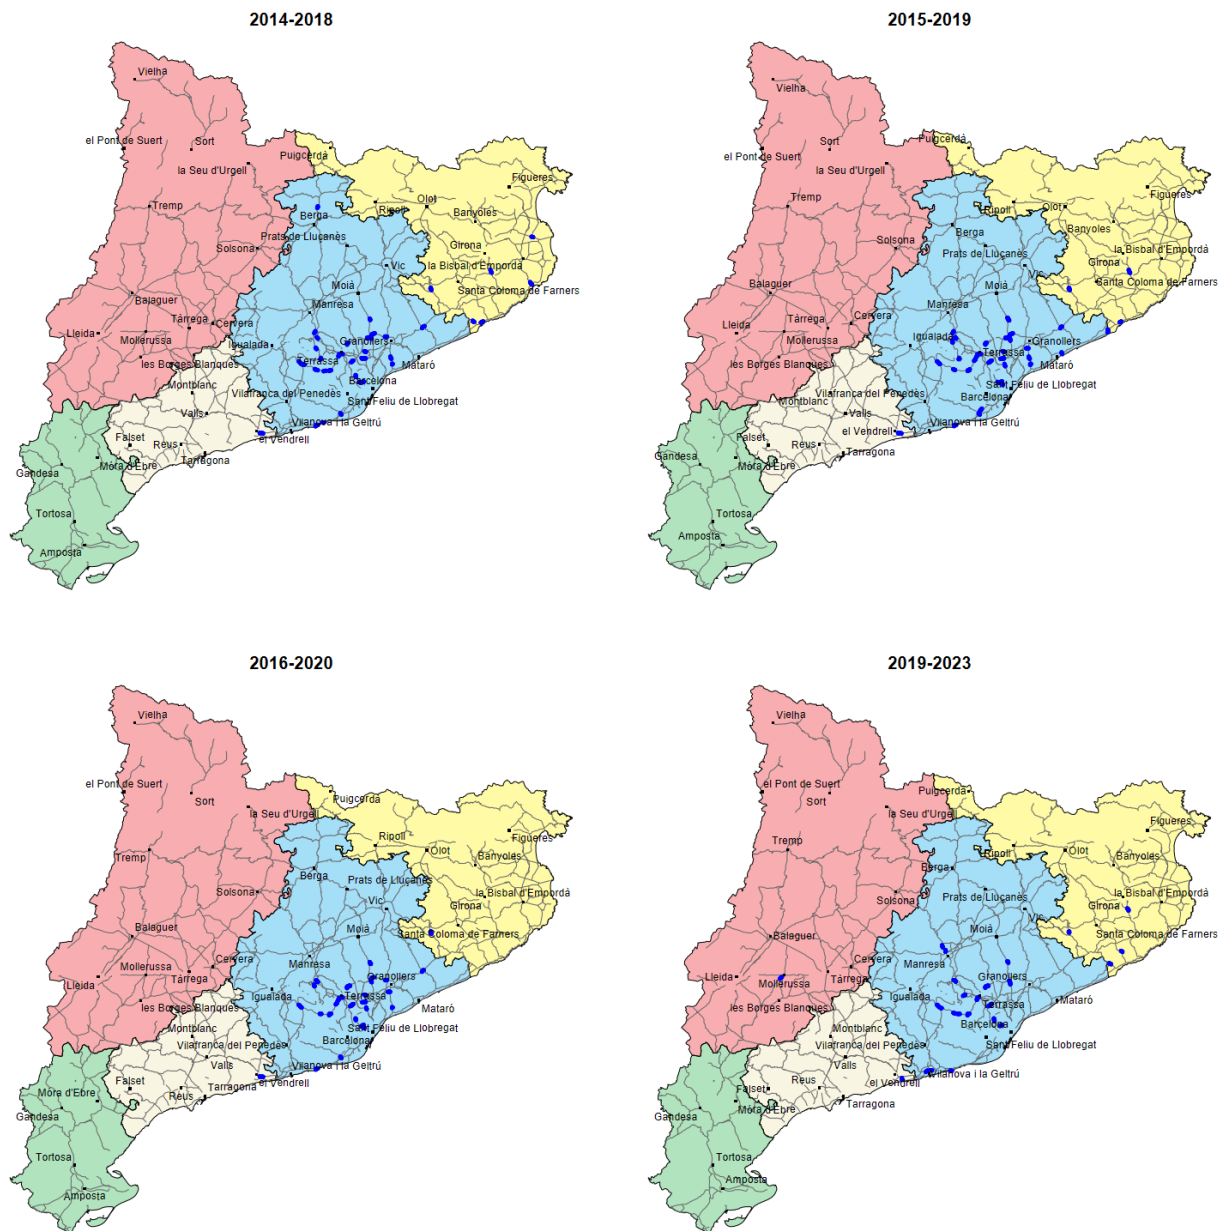 2014-2018
Vielha
el Pont de Suert
Sort
la Seu d'Urgell
Puigcerdà
Figueres
Tremp
Berga
Ripoll
Olot
Banyoles
Solsona
Prats de Lluçanès
Vic
Girona
la Bisbal d'Empordà
Balaguer
Moià
Santa Coloma de Farners
Manresa
Lleida
Tàrrega
Cervera
Mollerussa
Igualada
Granollers
les Borges Blanques
Terrassa
Mataró
Montblanc
Vilafranca del Penedès
Barcelona
Sant Feliu de Llobregat
Valls
Vilanova i la Geltrú
Falset
Reus
el Vendrell
Gandesa
Móra d'Ebre
Tarragona
Tortosa
Amposta
2015-2019
Vielha
el Pont de Suert
Sort
la Seu d'Urgell
Puigcerdà
Figueres
Tremp
Ripoll
Olot
Berga
Banyoles
Solsona
Prats de Lluçanès
la Bisbal d'Empordà
Vic
Girona
Balaguer
Moià
Santa Coloma de Farners
Manresa
Lleida
Tàrrega
Cervera
Mollerussa
Igualada
Granollers
les Borges Blanques
Terrassa
Mataró
Montblanc
Vilafranca del Penedès
Sant Feliu de Llobregat
Barcelona
Valls
Vilanova i la Geltrú
Falset
Reus
el Vendrell
Gandesa
Móra d'Ebre
Tarragona
Tortosa
Amposta
2016-2020
Vielha
el Pont de Suert
Sort
la Seu d'Urgell
Puigcerdà
Figueres
Tremp
Ripoll
Olot
Berga
Banyoles
Solsona
Prats de Lluçanès
la Bisbal d'Empordà
Vic
Girona
Balaguer
Moià
Santa Coloma de Farners
Manresa
Lleida
Mollerussa
Tàrrega
Cervera
Igualada
Granollers
les Borges Blanques
Terrassa
Mataró
Montblanc
Vilafranca del Penedès
Sant Feliu de Llobregat
Barcelona
Valls
Vilanova i la Geltrú
Falset
Reus
Tarragona
el Vendrell
Móra d'Ebre
Gandesa
Tortosa
Amposta
2019-2023
Vielha
el Pont de Suert
Sort
la Seu d'Urgell
Puigcerdà
Figueres
Tremp
Ripoll
Olot
Berga
Banyoles
Solsona
Prats de Lluçanès
la Bisbal d'Empordà
Vic
Girona
Balaguer
Moià
Santa Coloma de Farners
Manresa
Lleida
Mollerussa
Tàrrega
Cervera
Igualada
Granollers
les Borges Blanques
Terrassa
Mataró
Montblanc
Vilafranca del Penedès
Barcelona
Sant Feliu de Llobregat
Valls
Vilanova i la Geltrú
Falset
Reus
el Vendrell
Gandesa
Móra d'Ebre
Tarragona
Tortosa
Amposta